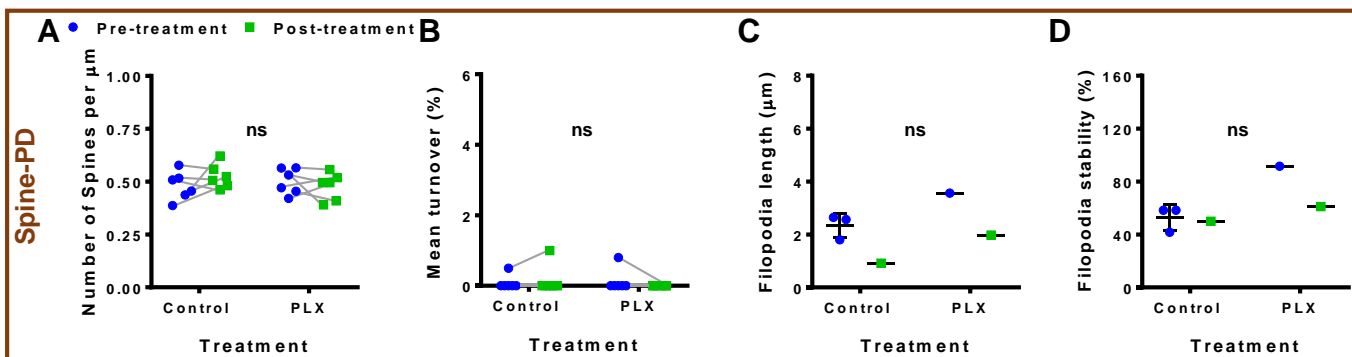 A
Pre-treatment
Post-treatment
Number of Spines per μm
1.00
0.75
0.50
0.25
0.00
ns
Control
PLX
Treatment
B
Mean turnover (%)
6
4
2
0
ns
Control
PLX
Treatment
C
Filopodia length (μm)
8
6
4
2
0
ns
Control
PLX
Treatment
D
Filopodia stability (%)
160
120
80
40
0
ns
Control
PLX
Treatment
Spine-PD